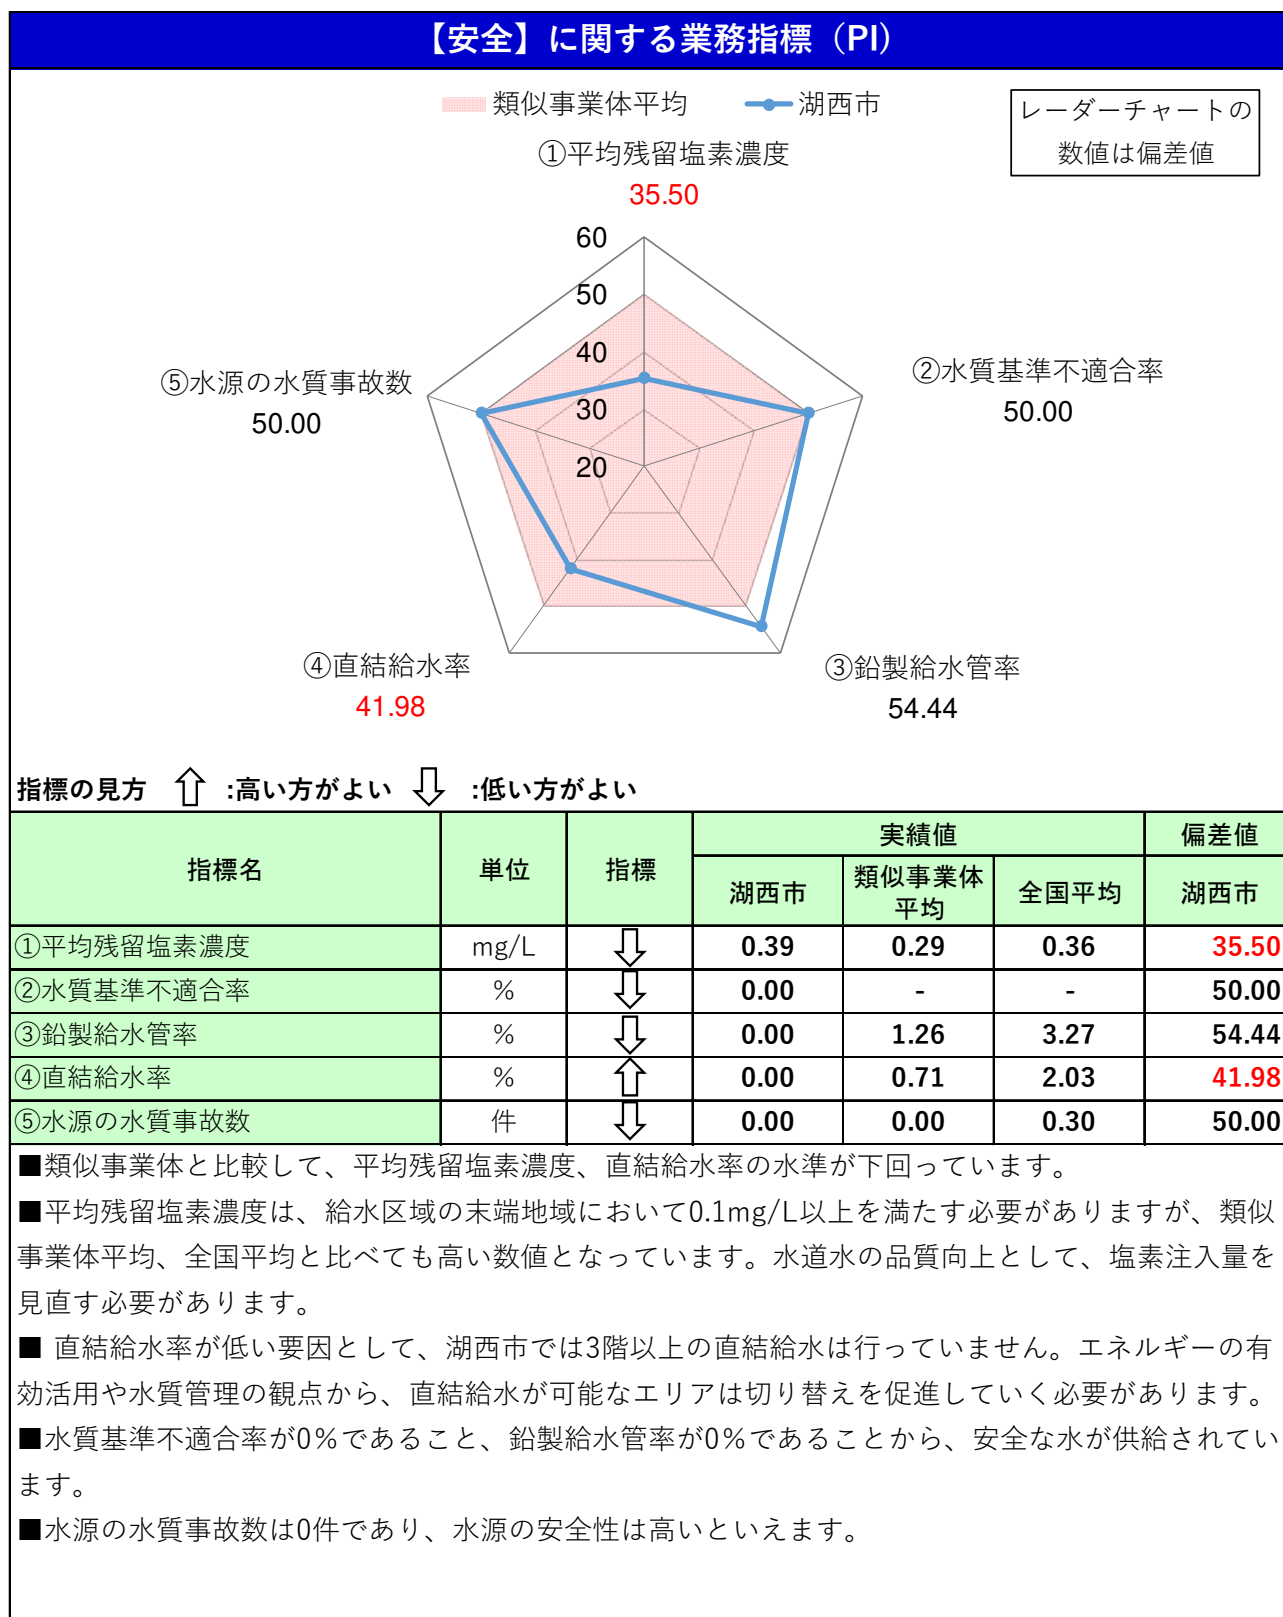 【安全】に関する業務指標（PI）
類似事業体平均 湖西市
レーダーチャートの
数値は偏差値
①平均残留塩素濃度
35.50
60
50
40
30
20
②水質基準不適合率
50.00
③鉛製給水管率
54.44
④直結給水率
41.98
⑤水源の水質事故数
50.00
指標の見方 ⇧ :高い方がよい ⇩ :低い方がよい
指標名 単位 指標 実績値 偏差値
湖西市 類似事業体平均 全国平均 湖西市
①平均残留塩素濃度 mg/L ⇩ 0.39 0.29 0.36 35.50
②水質基準不適合率 % ⇩ 0.00 - - 50.00
③鉛製給水管率 % ⇩ 0.00 1.26 3.27 54.44
④直結給水率 % ⇧ 0.00 0.71 2.03 41.98
⑤水源の水質事故数 件 ⇩ 0.00 0.00 0.30 50.00
■類似事業体と比較して、平均残留塩素濃度、直結給水率の水準が下回っています。
■平均残留塩素濃度は、給水区域の末端地域において0.1mg/L以上を満たす必要がありますが、類似
事業体平均、全国平均と比べても高い数値となっています。水道水の品質向上として、塩素注入量を
見直す必要があります。
■ 直結給水率が低い要因として、湖西市では3階以上の直結給水は行っていません。エネルギーの有
効活用や水質管理の観点から、直結給水が可能なエリアは切り替えを促進していく必要があります。
■水質基準不適合率が0%であること、鉛製給水管率が0%であることから、安全な水が供給されてい
ます。
■水源の水質事故数は0件であり、水源の安全性は高いといえます。